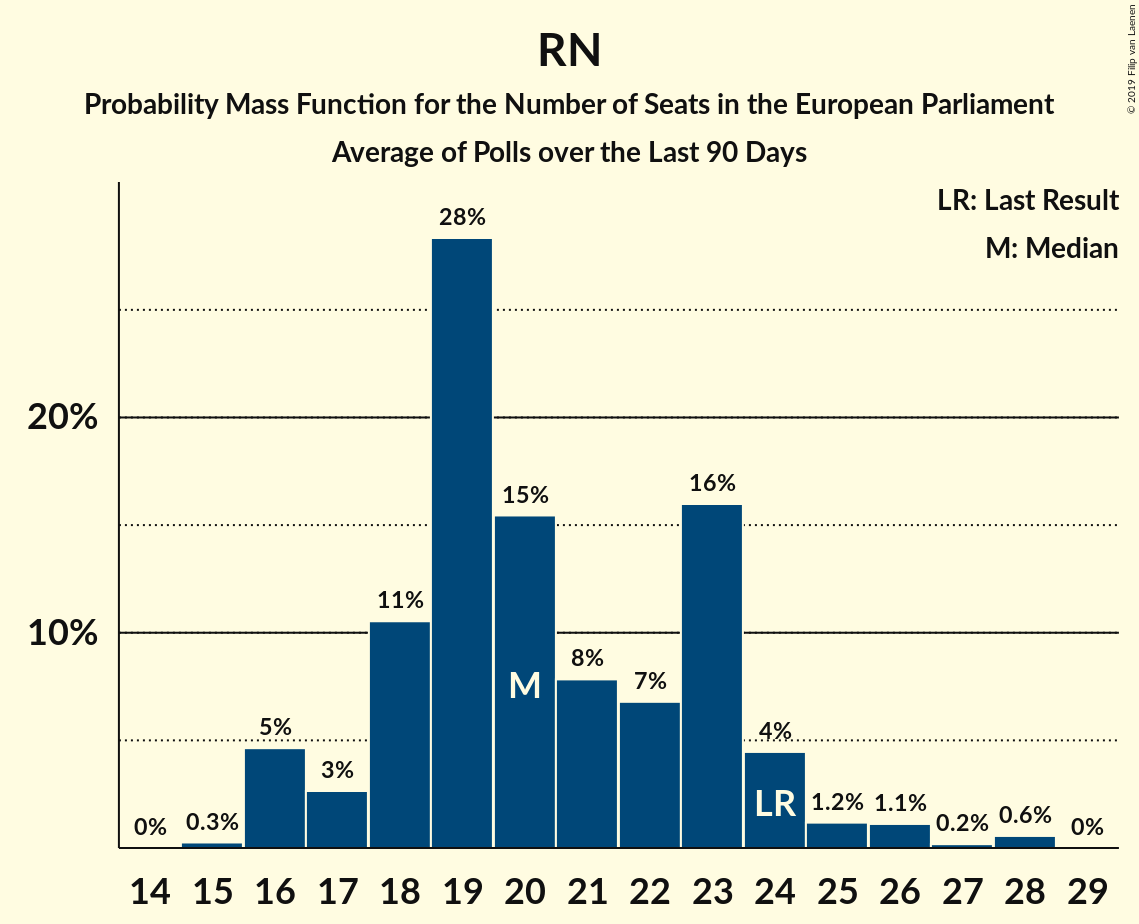 RN
Probability Mass Function for the Number of Seats in the European Parliament
Average of Polls over the Last 90 Days
© 2019 Filip van Laenen
LR: Last Result
M: Median
20%
10%
0%
0.3%
5%
3%
11%
28%
15%
8%
7%
16%
4%
1.2%
1.1%
0.2%
0.6%
0%
M
LR
14 15 16 17 18 19 20 21 22 23 24 25 26 27 28 29